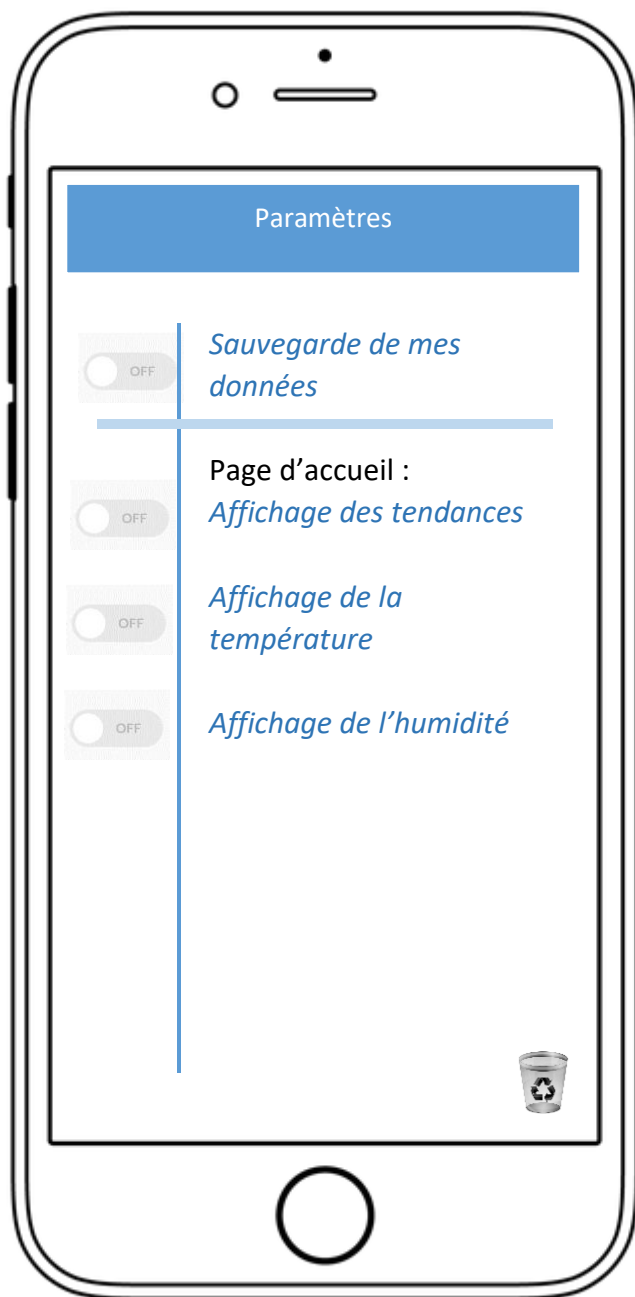 Paramètres
OFF
Sauvegarde de mes
données
Page d’accueil :
OFF
Affichage des tendances
OFF
Affichage de la
température
OFF
Affichage de l’humidité